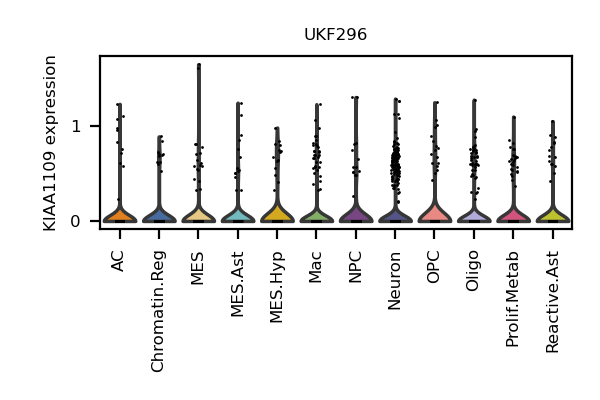 UKF296
KIAA1109 expression
1
0
AC
Chromatin.Reg
MES
MES.Ast
MES.Hyp
Mac
NPC
Neuron
OPC
Oligo
Prolif.Metab
Reactive.Ast